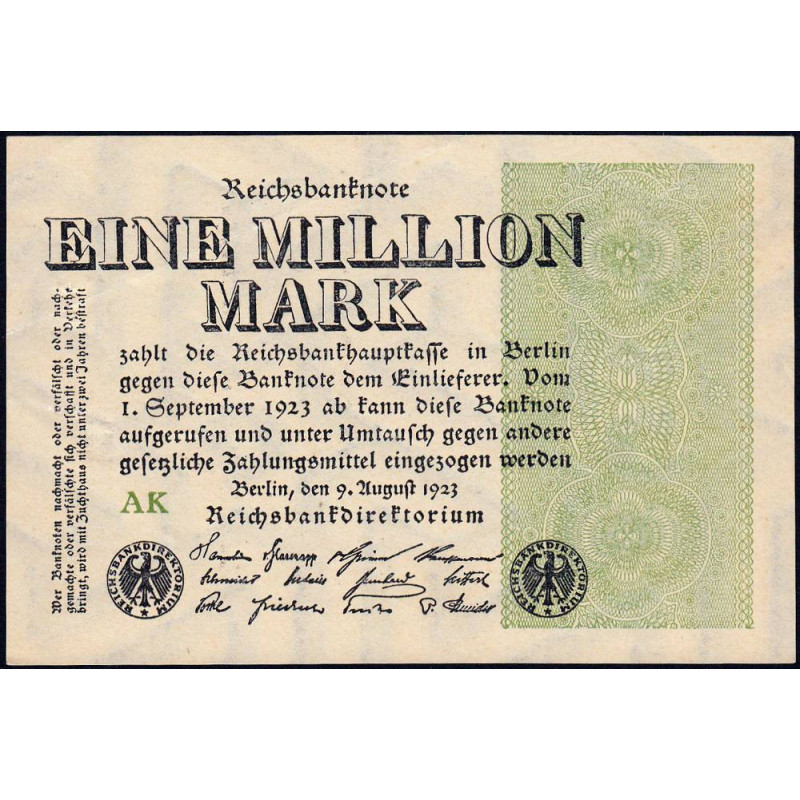 Reichsbanknote
EINE MILLION
MARK
zahlt die Reichsbankhauptkasse in Berlin
gegen diese Banknote dem Einlieferer. Vom
1. September 1923 ab kann diese Banknote
aufgerufen und unter Umtausch gegen andere
gesetzliche Zahlungsmittel eingezogen werden
Berlin, den 9. August 1923
Reichsbankdirektorium
AK
Wer Banknoten nachmacht oder verfälscht oder nach-
gemachte oder verfälschte sich verschafft und in Verkehr
bringt, wird mit Zuchthaus nicht unter zwei Jahren bestraft
REICHSBANKDIREKTORIUM
REICHSBANKDIREKTORIUM